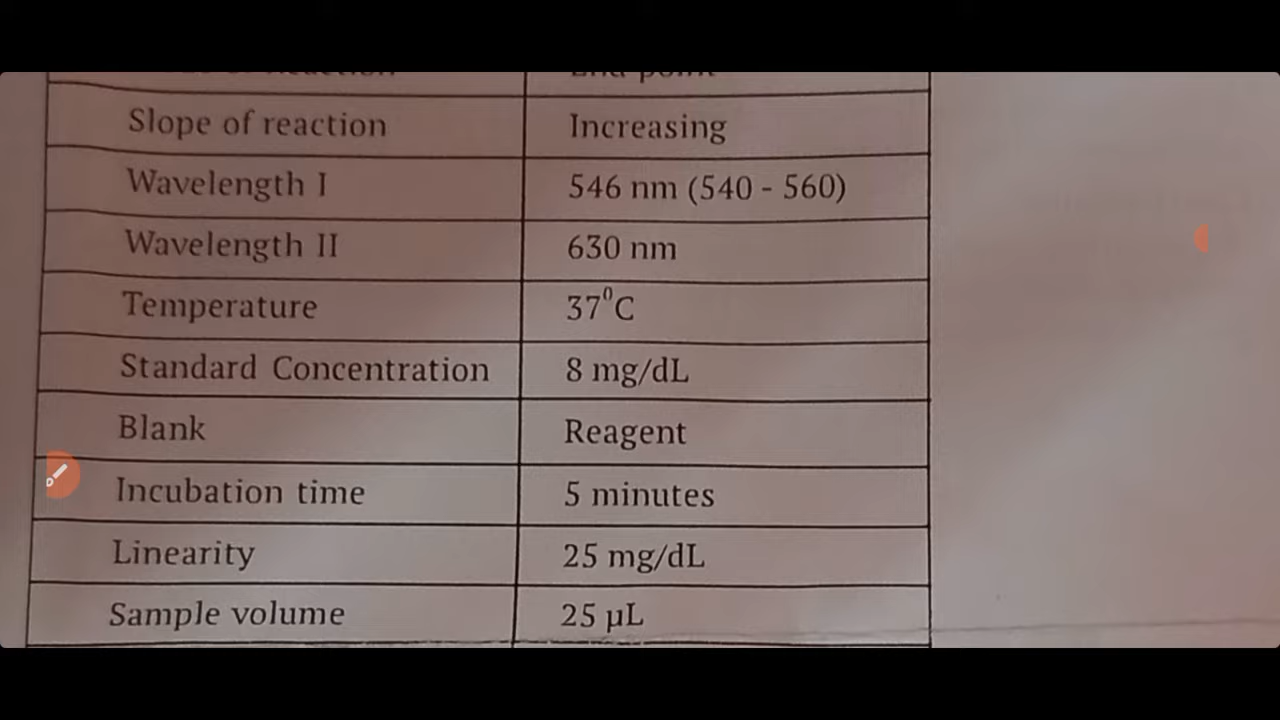 Slope of reaction Increasing
Wavelength I 546 nm (540 - 560)
Wavelength II 630 nm
Temperature 37⁰C
Standard Concentration 8 mg/dL
Blank Reagent
Incubation time 5 minutes
Linearity 25 mg/dL
Sample volume 25 µL